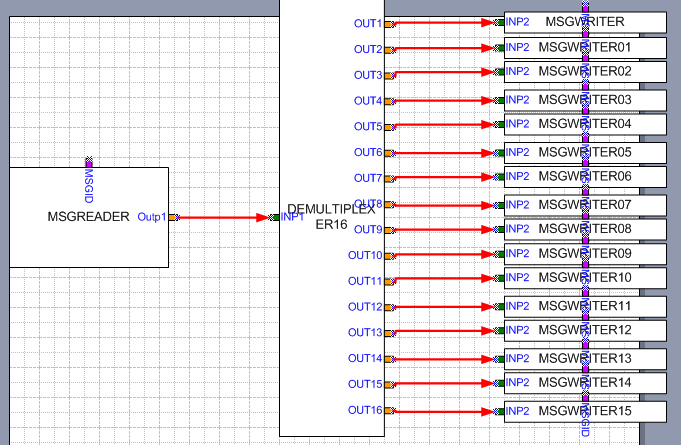 OUT1 INP2 MSGWRITER
OUT2 INP2 MSGWRITER01
OUT3 INP2 MSGWRITER02
OUT4 INP2 MSGWRITER03
OUT5 INP2 MSGWRITER04
OUT6 INP2 MSGWRITER05
OUT7 INP2 MSGWRITER06
MSGID
MSGREADER Outp1
INP1 DEMULTIPLEX
ER16
OUT8 INP2 MSGWRITER07
OUT9 INP2 MSGWRITER08
OUT10 INP2 MSGWRITER09
OUT11 INP2 MSGWRITER10
OUT12 INP2 MSGWRITER11
OUT13 INP2 MSGWRITER12
OUT14 INP2 MSGWRITER13
OUT15 INP2 MSGWRITER14
OUT16 INP2 MSGWRITER15
MSGID